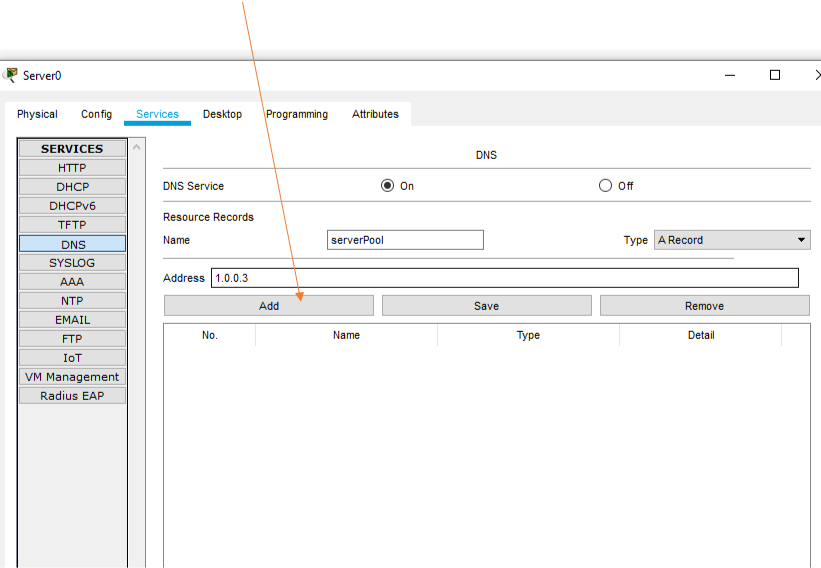 Server0
Physical Config Services Desktop Programming Attributes
SERVICES
HTTP
DHCP
DHCPv6
TFTP
DNS
SYSLOG
AAA
NTP
EMAIL
FTP
IoT
VM Management
Radius EAP
DNS
DNS Service On Off
Resource Records
Name serverPool Type A Record
Address 1.0.0.3
Add Save Remove
No. Name Type Detail